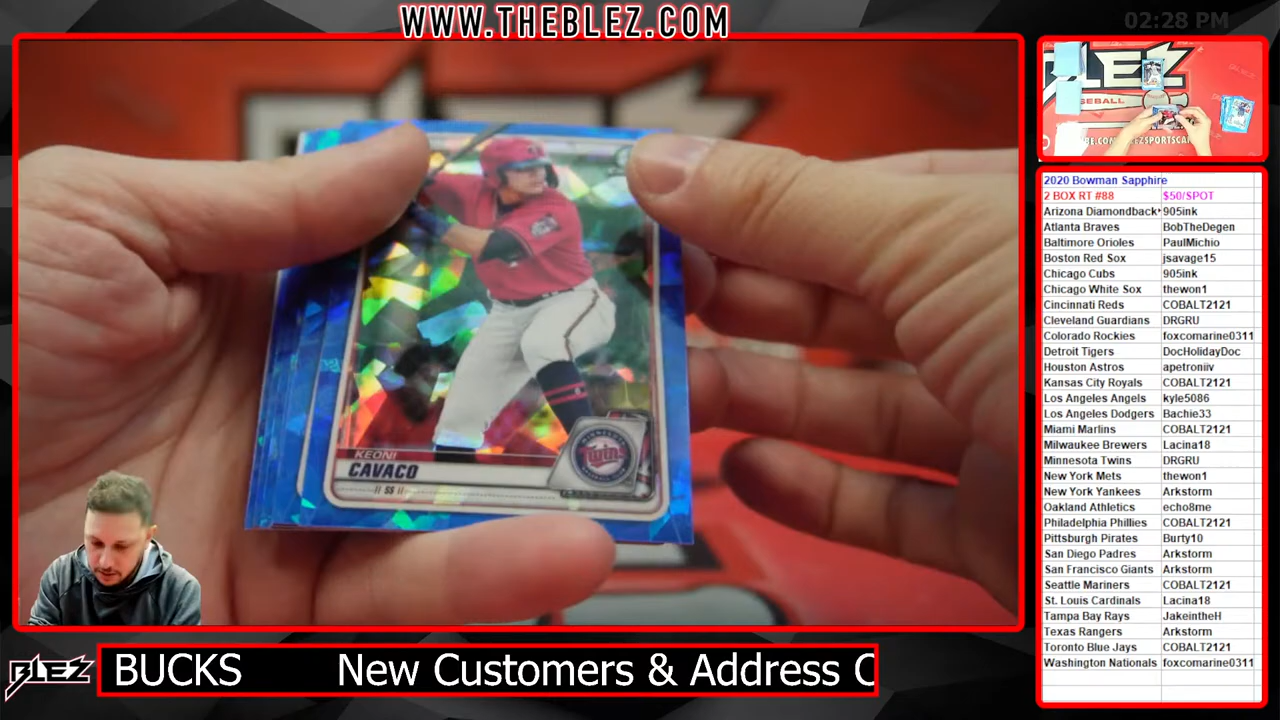 WWW.THEBLEZ.COM
02:28 PM
KEONI
CAVACO
// SS //
Twins
BLEZ
BUCKS New Customers & Address C
BLEZ
2020 Bowman Sapphire
2 BOX RT #88 $50/SPOT
Arizona Diamondback 905ink
Atlanta Braves BobTheDegen
Baltimore Orioles PaulMichio
Boston Red Sox jsavage15
Chicago Cubs 905ink
Chicago White Sox thewon1
Cincinnati Reds COBALT2121
Cleveland Guardians DRGRU
Colorado Rockies foxcomarine0311
Detroit Tigers DocHolidayDoc
Houston Astros apetroniiv
Kansas City Royals COBALT2121
Los Angeles Angels kyle5086
Los Angeles Dodgers Bachie33
Miami Marlins COBALT2121
Milwaukee Brewers Lacina18
Minnesota Twins DRGRU
New York Mets thewon1
New York Yankees Arkstorm
Oakland Athletics echo8me
Philadelphia Phillies COBALT2121
Pittsburgh Pirates Burty10
San Diego Padres Arkstorm
San Francisco Giants Arkstorm
Seattle Mariners COBALT2121
St. Louis Cardinals Lacina18
Tampa Bay Rays JakeintheH
Texas Rangers Arkstorm
Toronto Blue Jays COBALT2121
Washington Nationals foxcomarine0311